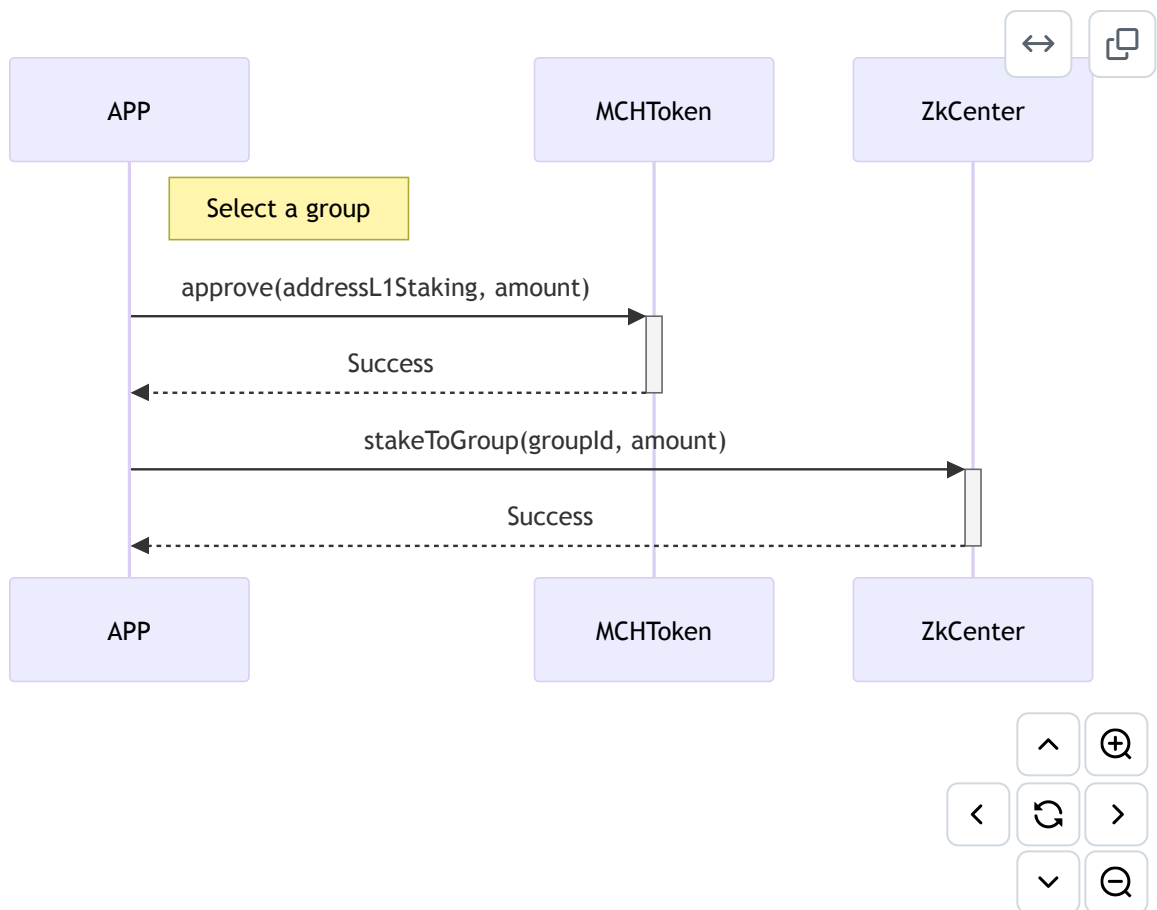 APP
MCHToken
ZkCenter
Select a group
approve(addressL1Staking, amount)
Success
stakeToGroup(groupId, amount)
Success
APP
MCHToken
ZkCenter